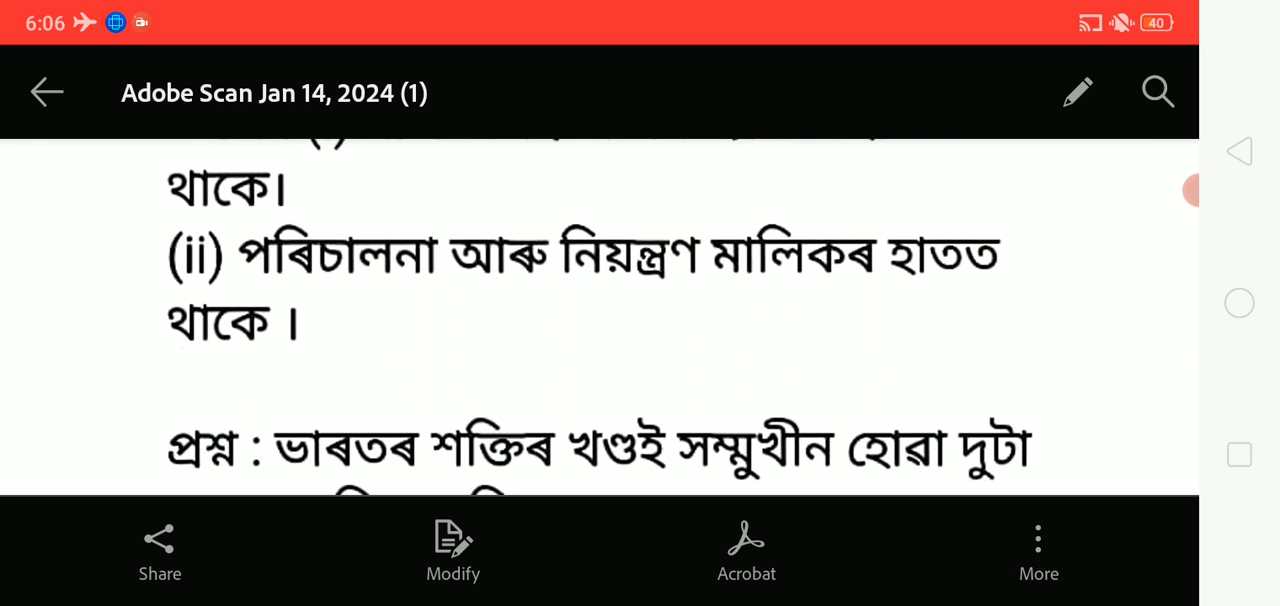 6:06
40
Adobe Scan Jan 14, 2024 (1)
থাকে।
(ii) পৰিচালনা আৰু নিয়ন্ত্ৰণ মালিকৰ হাতত
থাকে ।
প্ৰশ্ন : ভাৰতৰ শক্তিৰ খণ্ডই সম্মুখীন হোৱা দুটা
Share
Modify
Acrobat
More